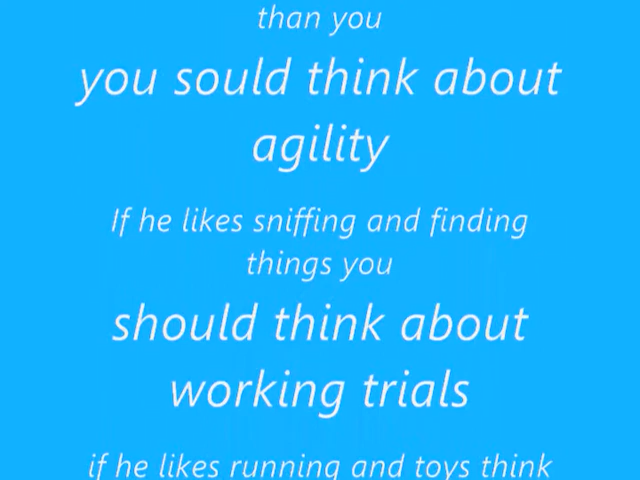 than you
you sould think about
agility
If he likes sniffing and finding
things you
should think about
working trials
if he likes running and toys think